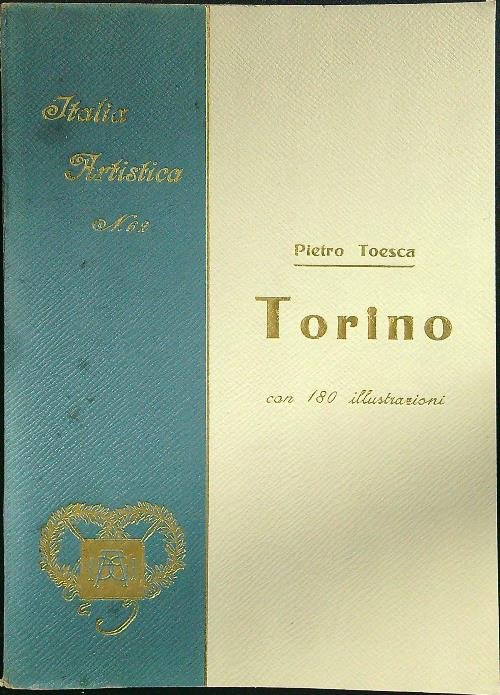 Italia
Artistica
N. 62
Pietro Toesca
Torino
con 180 illustrazioni